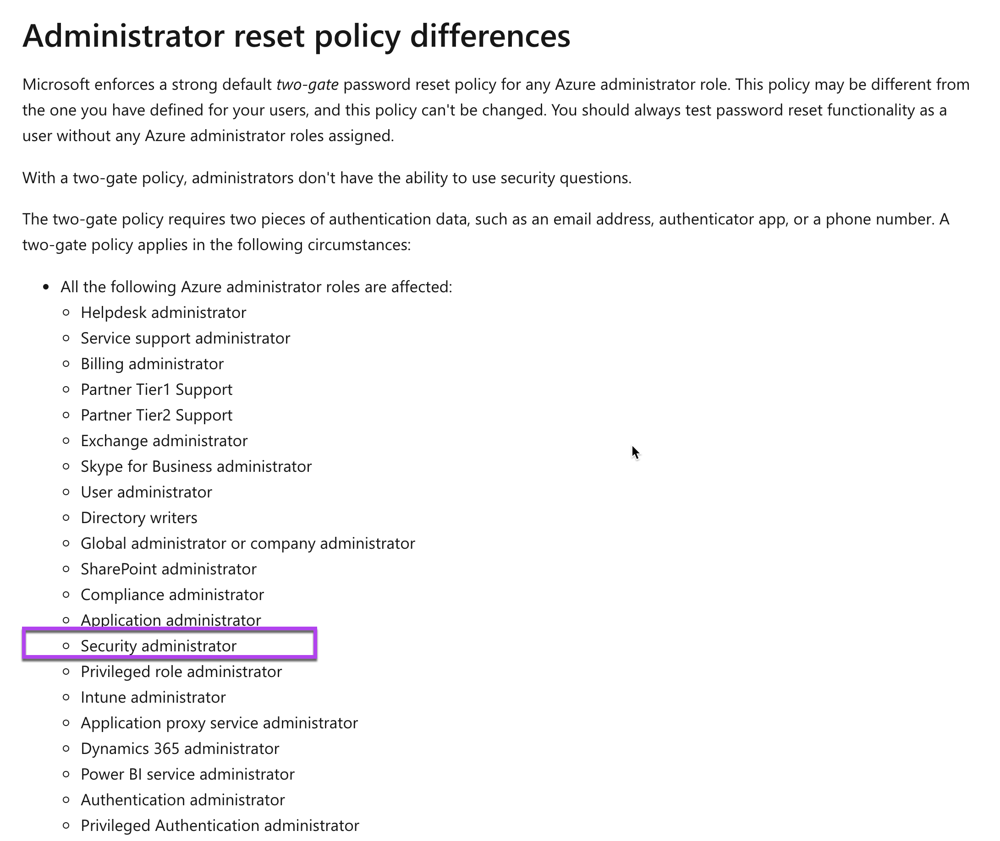 Administrator reset policy differences
Microsoft enforces a strong default two-gate password reset policy for any Azure administrator role. This policy may be different from
the one you have defined for your users, and this policy can't be changed. You should always test password reset functionality as a
user without any Azure administrator roles assigned.
With a two-gate policy, administrators don't have the ability to use security questions.
The two-gate policy requires two pieces of authentication data, such as an email address, authenticator app, or a phone number. A
two-gate policy applies in the following circumstances:
All the following Azure administrator roles are affected:
Helpdesk administrator
Service support administrator
Billing administrator
Partner Tier1 Support
Partner Tier2 Support
Exchange administrator
Skype for Business administrator
User administrator
Directory writers
Global administrator or company administrator
SharePoint administrator
Compliance administrator
Application administrator
Security administrator
Privileged role administrator
Intune administrator
Application proxy service administrator
Dynamics 365 administrator
Power BI service administrator
Authentication administrator
Privileged Authentication administrator